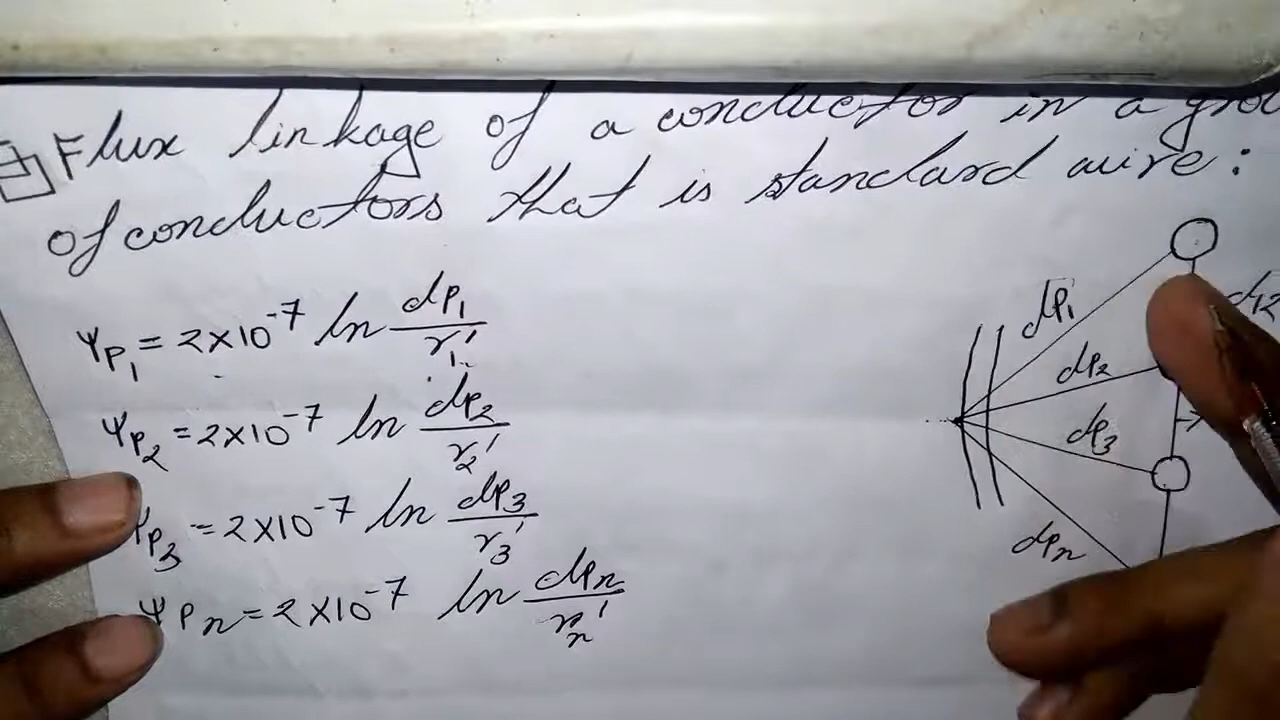 Flux linkage of a conductor in a
of conductors that is standard wire:
ΨP₁ = 2×10⁻⁷ ln dP₁/r₁'
ΨP₂ = 2×10⁻⁷ ln dP₂/r₂'
ΨP₃ = 2×10⁻⁷ ln dP₃/r₃'
ΨPₙ = 2×10⁻⁷ ln dPₙ/rₙ'
dP₁
d12
dP₂
dP₃
dPₙ